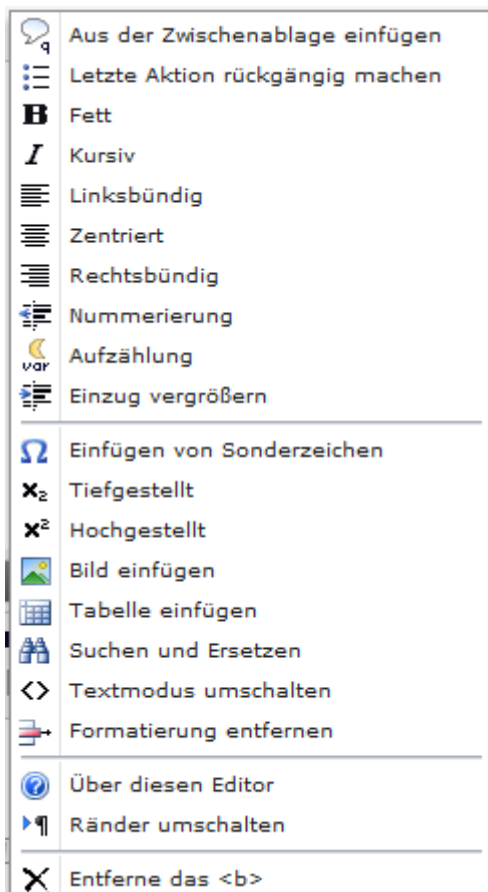 Aus der Zwischenablage einfügen
Letzte Aktion rückgängig machen
Fett
Kursiv
Linksbündig
Zentriert
Rechtsbündig
Nummerierung
Aufzählung
Einzug vergrößern
Einfügen von Sonderzeichen
Tiefgestellt
Hochgestellt
Bild einfügen
Tabelle einfügen
Suchen und Ersetzen
Textmodus umschalten
Formatierung entfernen
Über diesen Editor
Ränder umschalten
Entferne das <b>